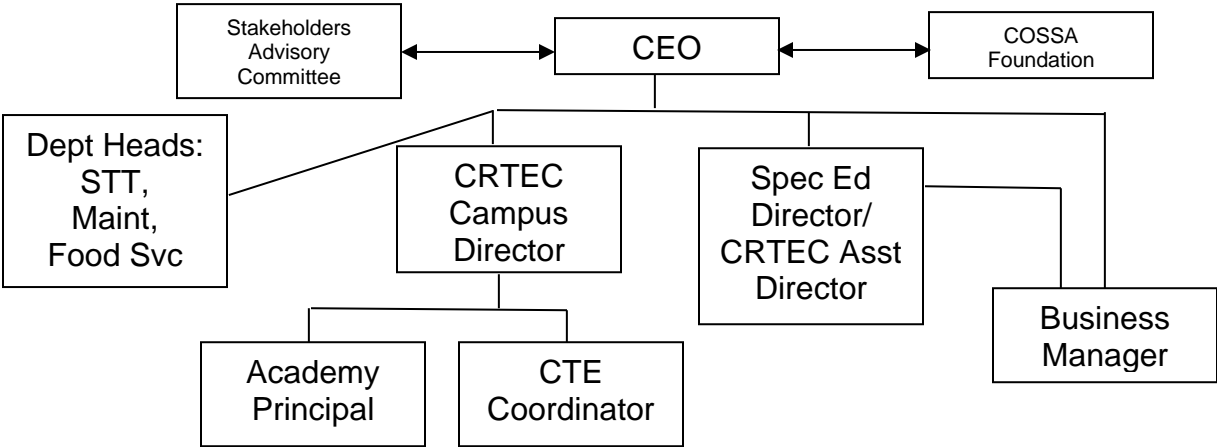 Stakeholders
Advisory
Committee
CEO
COSSA
Foundation
Dept Heads:
STT,
Maint,
Food Svc
CRTEC
Campus
Director
Spec Ed
Director/
CRTEC Asst
Director
Business
Manager
Academy
Principal
CTE
Coordinator